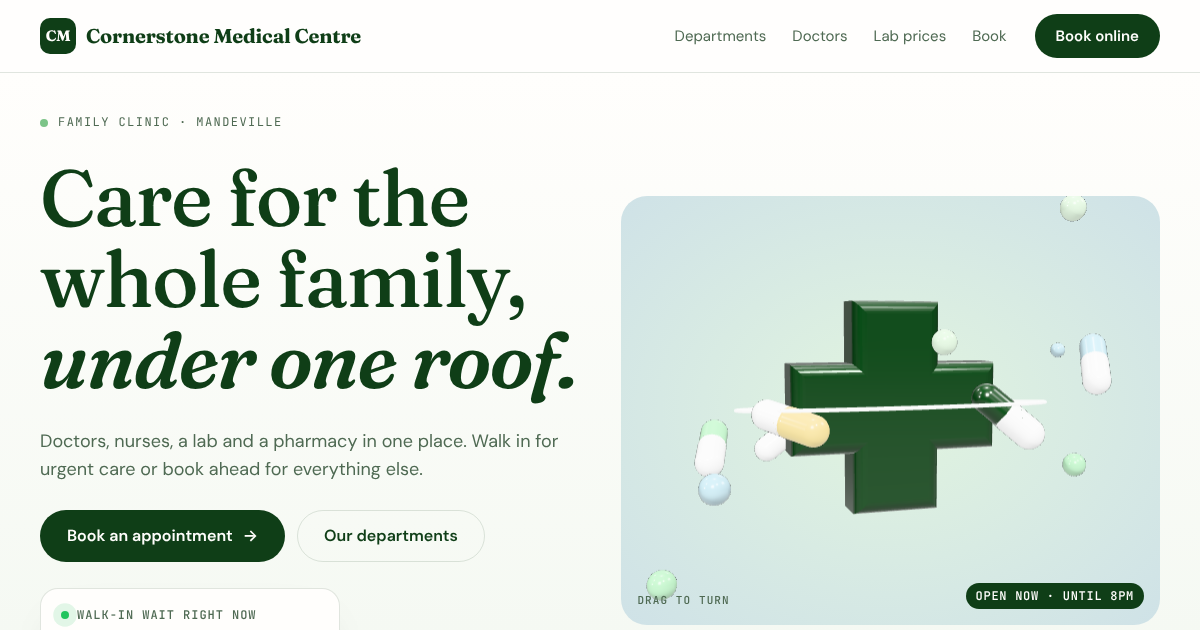 CM Cornerstone Medical Centre
Departments Doctors Lab prices Book Book online
FAMILY CLINIC · MANDEVILLE
Care for the
whole family,
under one roof.
Doctors, nurses, a lab and a pharmacy in one place. Walk in for
urgent care or book ahead for everything else.
Book an appointment →
Our departments
WALK-IN WAIT RIGHT NOW
DRAG TO TURN
OPEN NOW · UNTIL 8PM